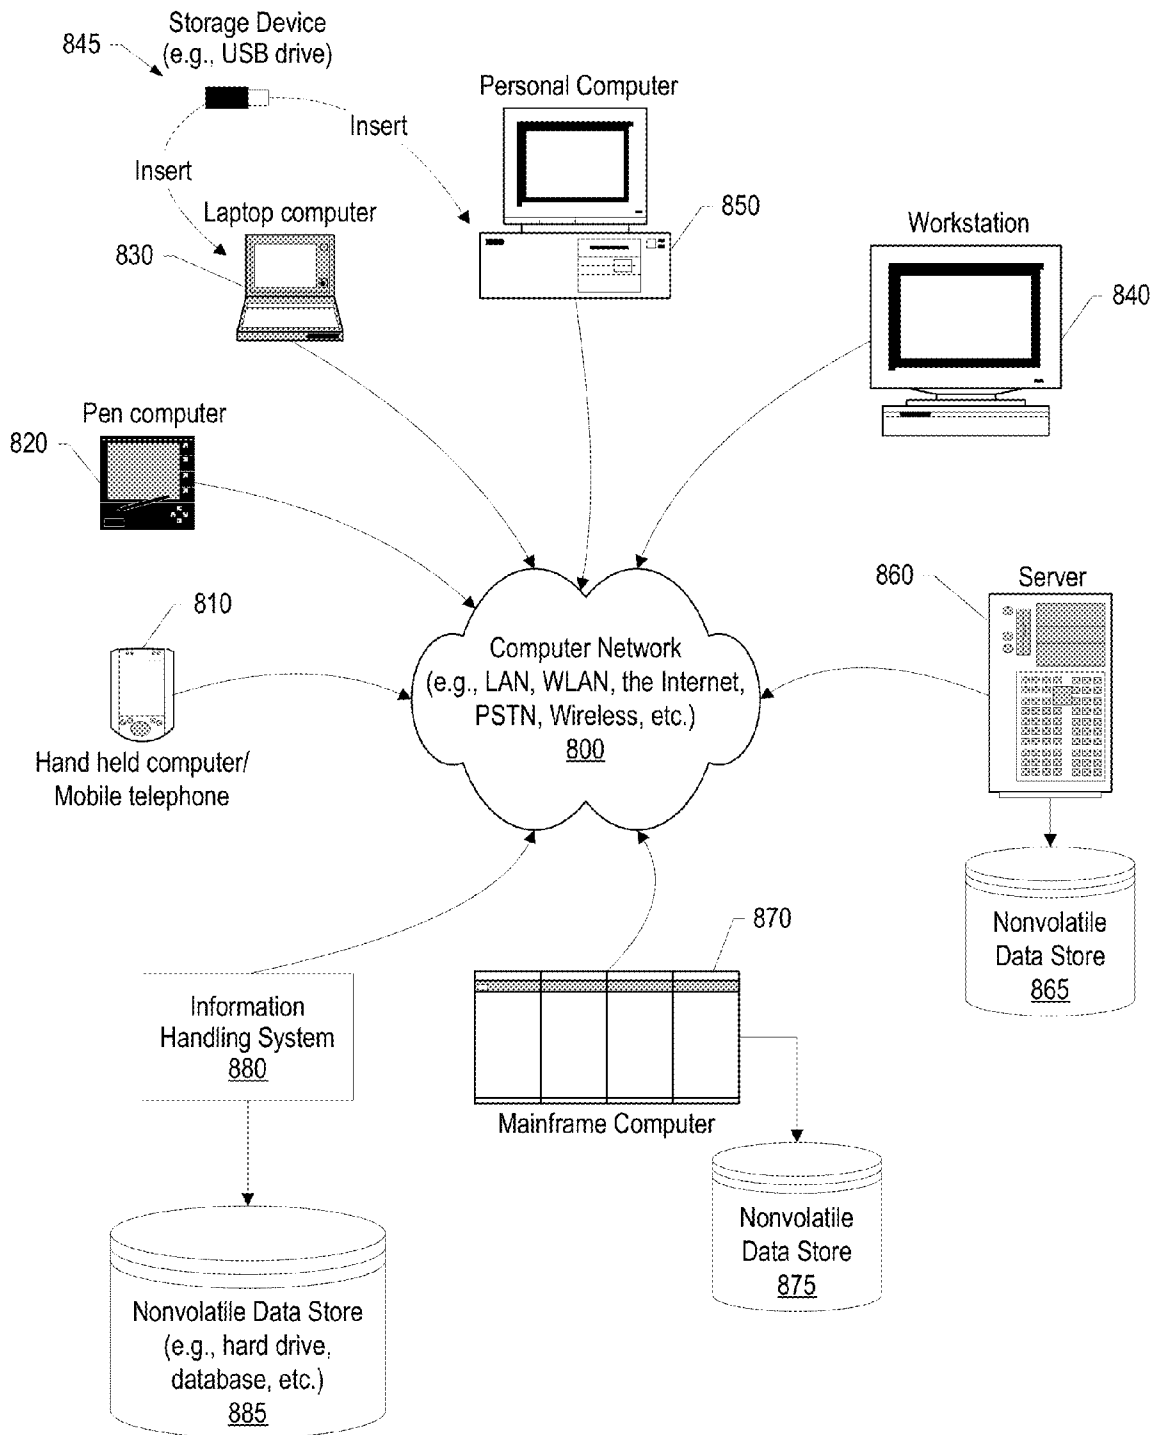 845
Storage Device
(e.g., USB drive)
Insert
Insert
Personal Computer
850
Laptop computer
830
Workstation
840
Pen computer
820
810
Hand held computer/
Mobile telephone
Computer Network
(e.g., LAN, WLAN, the Internet,
PSTN, Wireless, etc.)
800
860
Server
Nonvolatile
Data Store
865
870
Mainframe Computer
Nonvolatile
Data Store
875
Information
Handling System
880
Nonvolatile Data Store
(e.g., hard drive,
database, etc.)
885